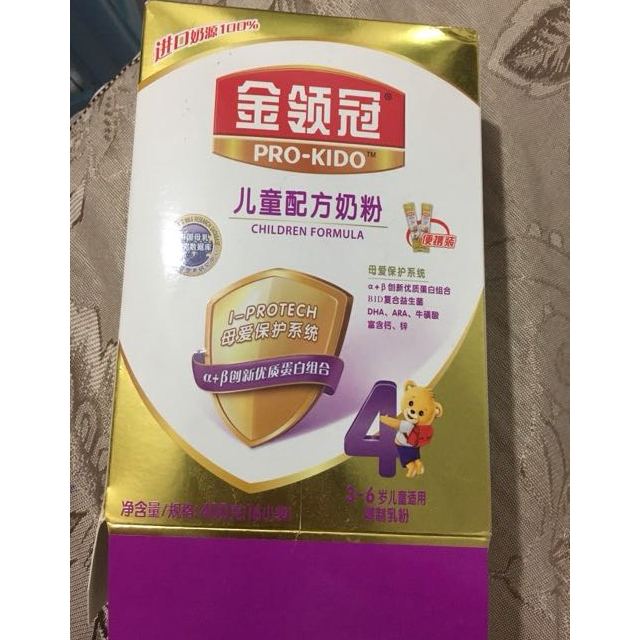 进口奶源100%
金领冠®
PRO-KIDO™
儿童配方奶粉
CHILDREN FORMULA
便携装
母爱保护系统
α+β创新优质蛋白组合
BID复合益生菌
DHA、ARA、牛磺酸
富含钙、锌
I-PROTECH
母爱保护系统
α+β创新优质蛋白组合
4
3-6岁儿童适用
调制乳粉
净含量/规格: